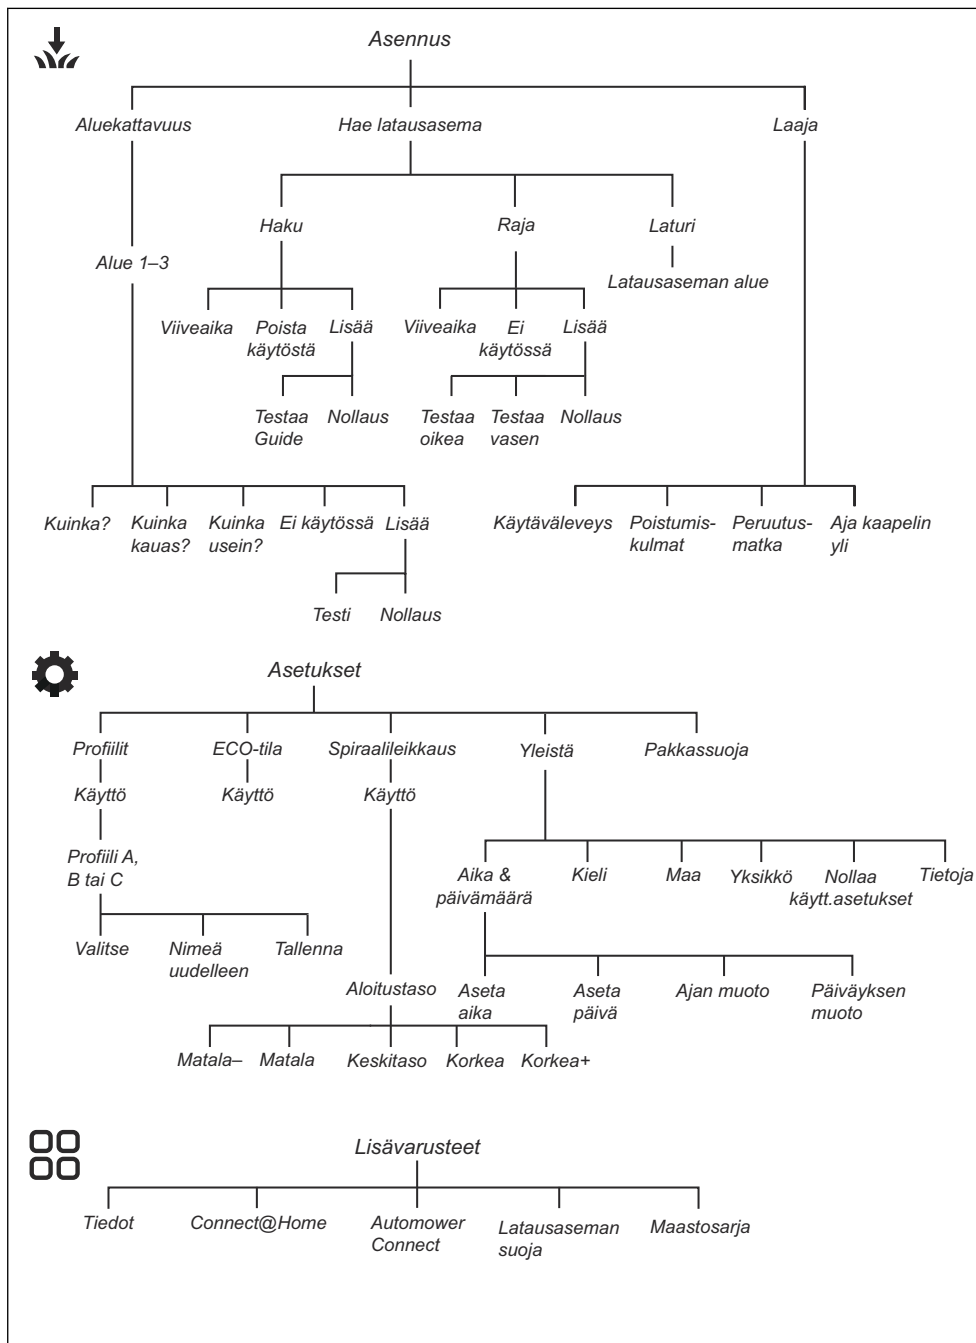 Asennus
Aluekattavuus
Hae latausasema
Laaja
Haku
Raja
Laturi
Alue 1–3
Latausaseman alue
Viiveaika
Poista
käytöstä
Lisää
Viiveaika
Ei
käytössä
Lisää
Testaa
Guide
Nollaus
Testaa
oikea
Testaa
vasen
Nollaus
Kuinka?
Kuinka
kauas?
Kuinka
usein?
Ei käytössä
Lisää
Käytäväleveys
Poistumis-
kulmat
Peruutus-
matka
Aja kaapelin
yli
Testi
Nollaus
Asetukset
Profiilit
ECO-tila
Spiraalileikkaus
Yleistä
Pakkassuoja
Käyttö
Käyttö
Käyttö
Profiili A,
B tai C
Aika &
päivämäärä
Kieli
Maa
Yksikkö
Nollaa
käytt.asetukset
Tietoja
Valitse
Nimeä
uudelleen
Tallenna
Aloitustaso
Aseta
aika
Aseta
päivä
Ajan muoto
Päiväyksen
muoto
Matala–
Matala
Keskitaso
Korkea
Korkea+
Lisävarusteet
Tiedot
Connect@Home
Automower
Connect
Latausaseman
suoja
Maastosarja